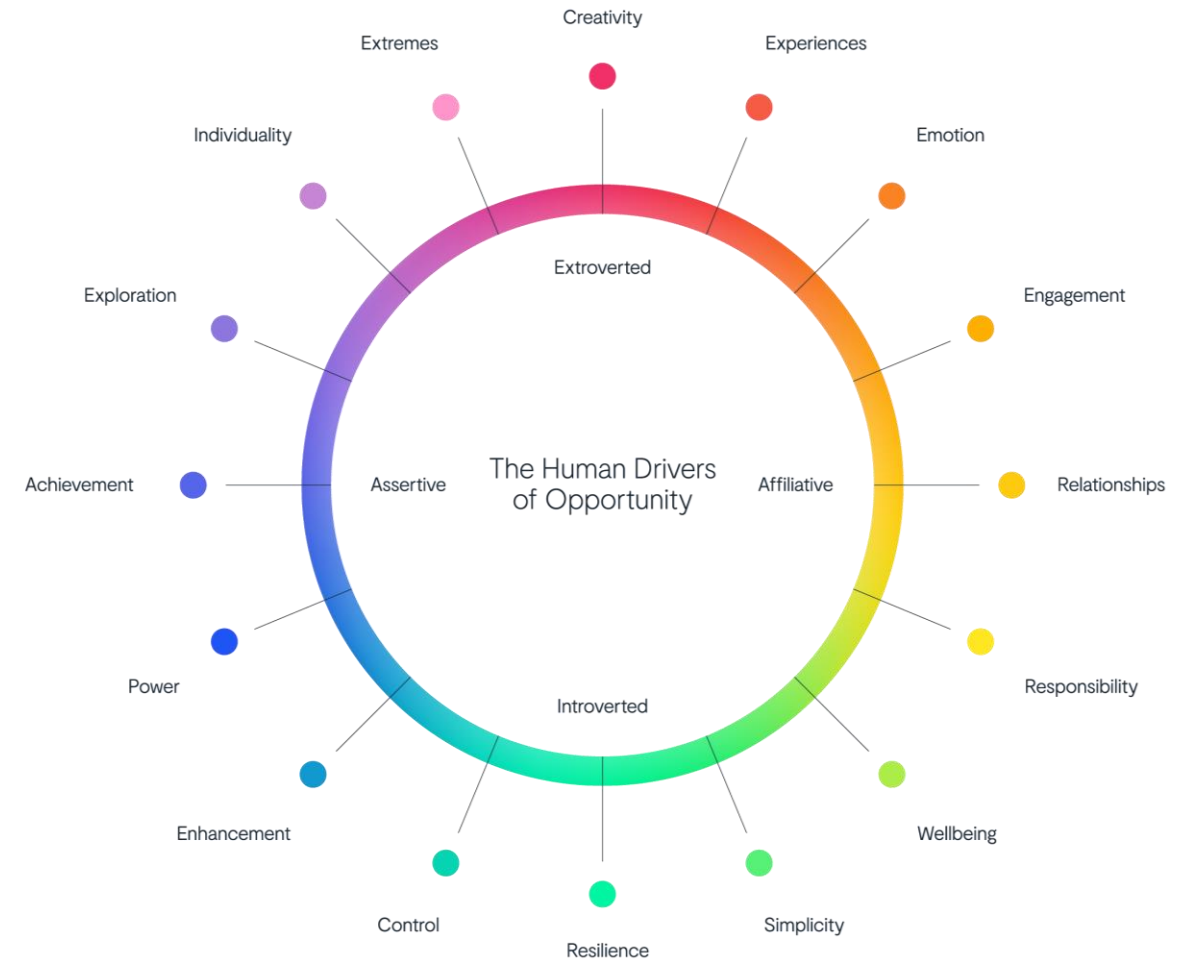 Creativity
Extremes
Experiences
Individuality
Emotion
Extroverted
Exploration
Engagement
The Human Drivers
of Opportunity
Achievement
Assertive
Affiliative
Relationships
Power
Responsibility
Introverted
Enhancement
Wellbeing
Control
Simplicity
Resilience